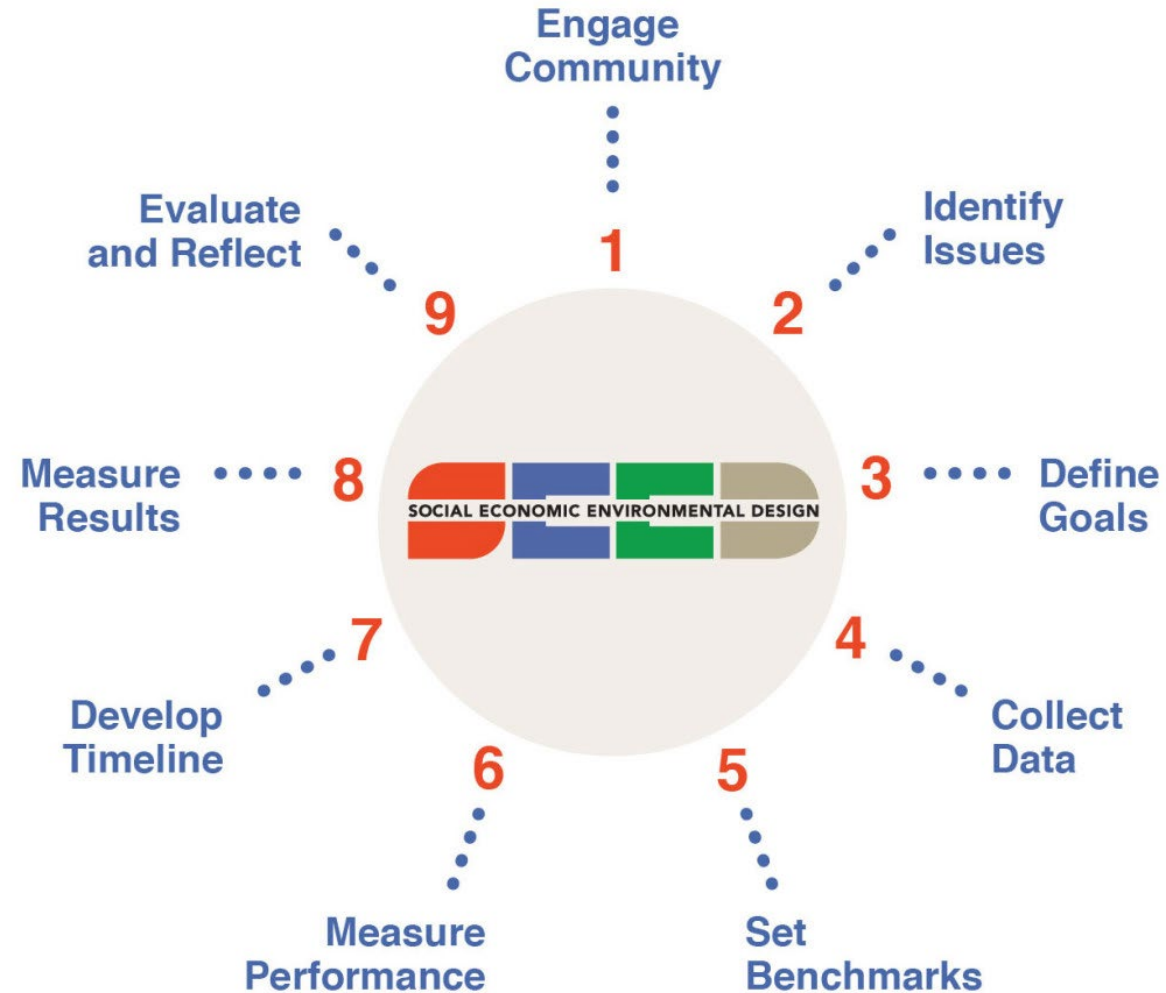 Engage
Community
1
Identify
Issues
2
Define
Goals
3
Collect
Data
4
Set
Benchmarks
5
Measure
Performance
6
Develop
Timeline
7
Measure
Results
8
Evaluate
and Reflect
9
SOCIAL ECONOMIC ENVIRONMENTAL DESIGN